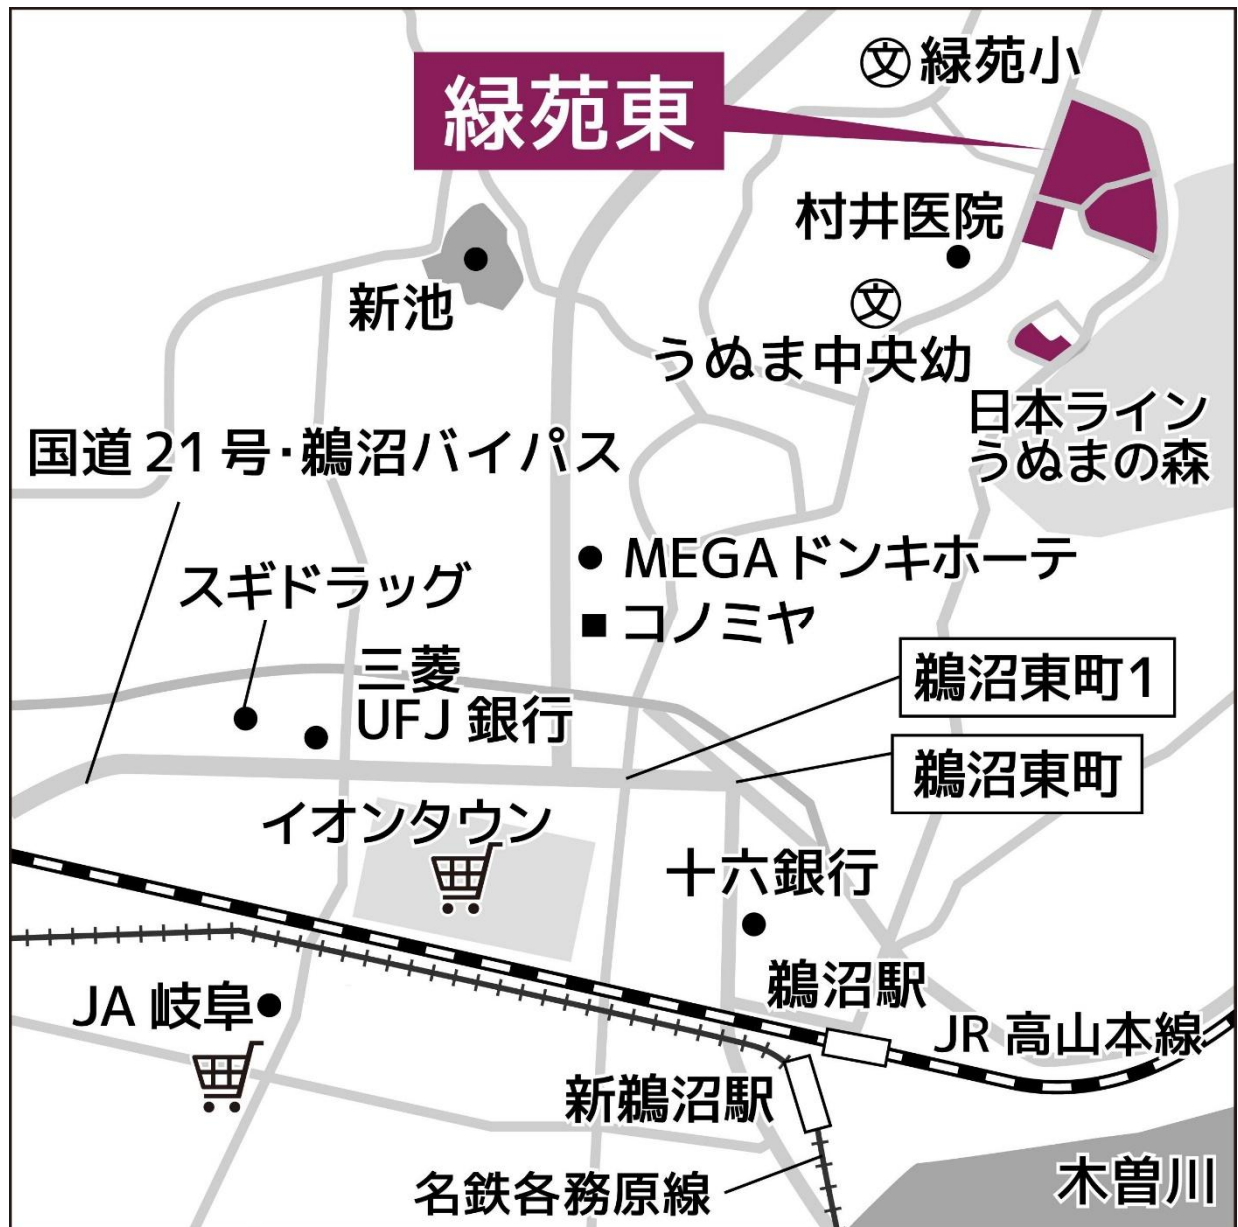 文 緑苑小
緑苑東
村井医院
新池
文
うぬま中央幼
日本ライン
うぬまの森
国道21号・鵜沼バイパス
MEGAドンキホーテ
スギドラッグ
コノミヤ
三菱
UFJ銀行
鵜沼東町1
鵜沼東町
イオンタウン
十六銀行
鵜沼駅
JA岐阜
JR高山本線
新鵜沼駅
名鉄各務原線
木曽川